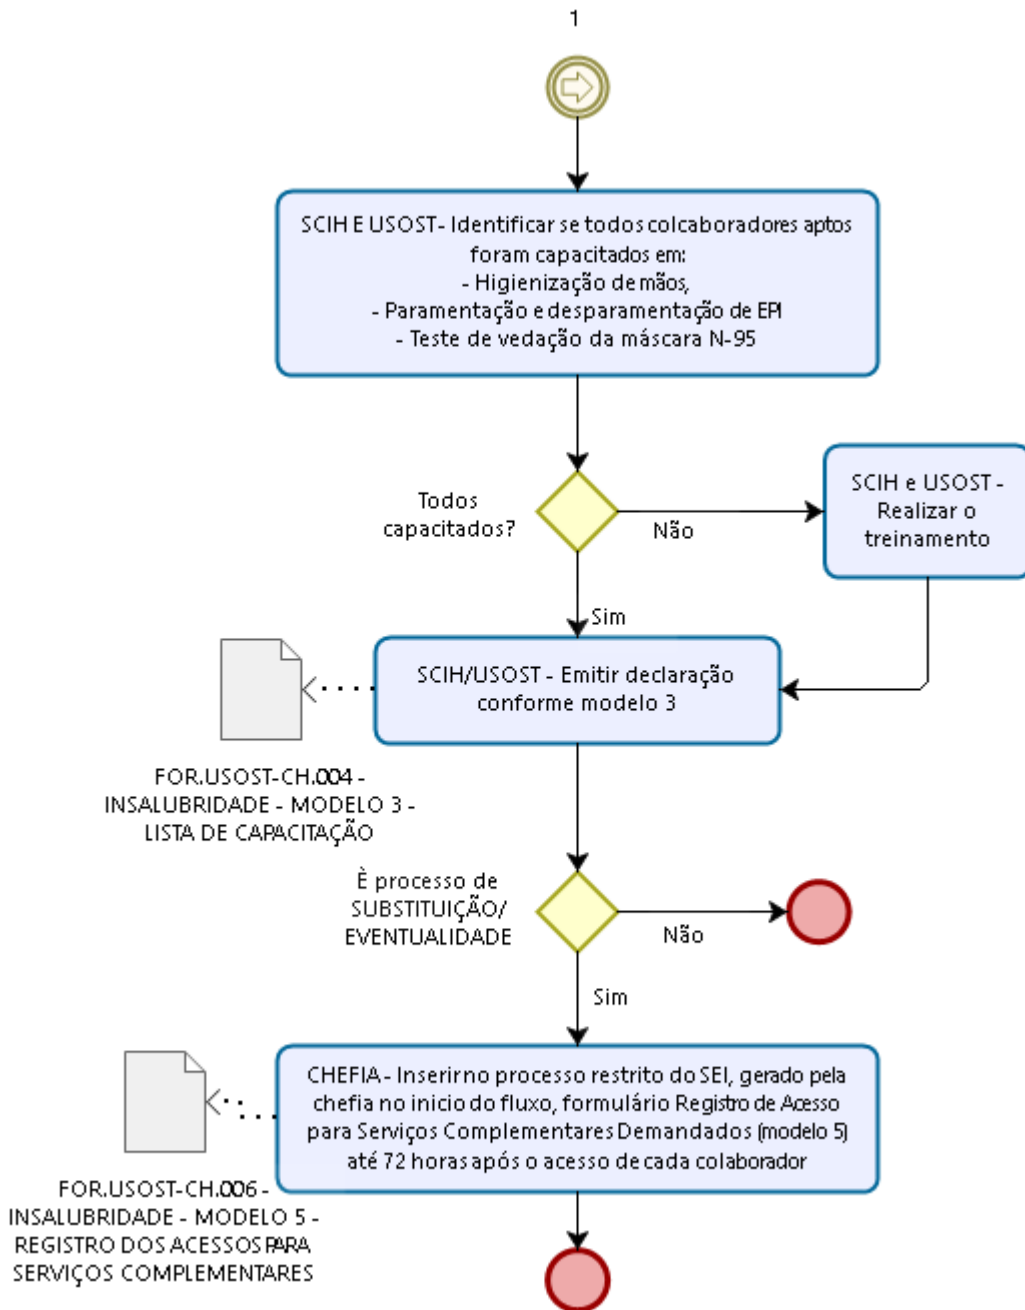 1
SCIH E USOST- Identificar se todos colcaboradores aptos
foram capacitados em:
- Higienização de mãos,
- Paramentação e desparamentação de EPI
- Teste de vedação da máscara N-95
Todos
capacitados?
Não
SCIH e USOST -
Realizar o
treinamento
Sim
SCIH/USOST - Emitir declaração
conforme modelo 3
FOR.USOST-CH.004 -
INSALUBRIDADE - MODELO 3 -
LISTA DE CAPACITAÇÃO
È processo de
SUBSTITUIÇÃO/
EVENTUALIDADE
Não
Sim
CHEFIA - Inserir no processo restrito do SEI, gerado pela
chefia no inicio do fluxo, formulário Registro de Acesso
para Serviços Complementares Demandados (modelo 5)
até 72 horas após o acesso de cada colaborador
FOR.USOST-CH.006 -
INSALUBRIDADE - MODELO 5 -
REGISTRO DOS ACESSOS PARA
SERVIÇOS COMPLEMENTARES